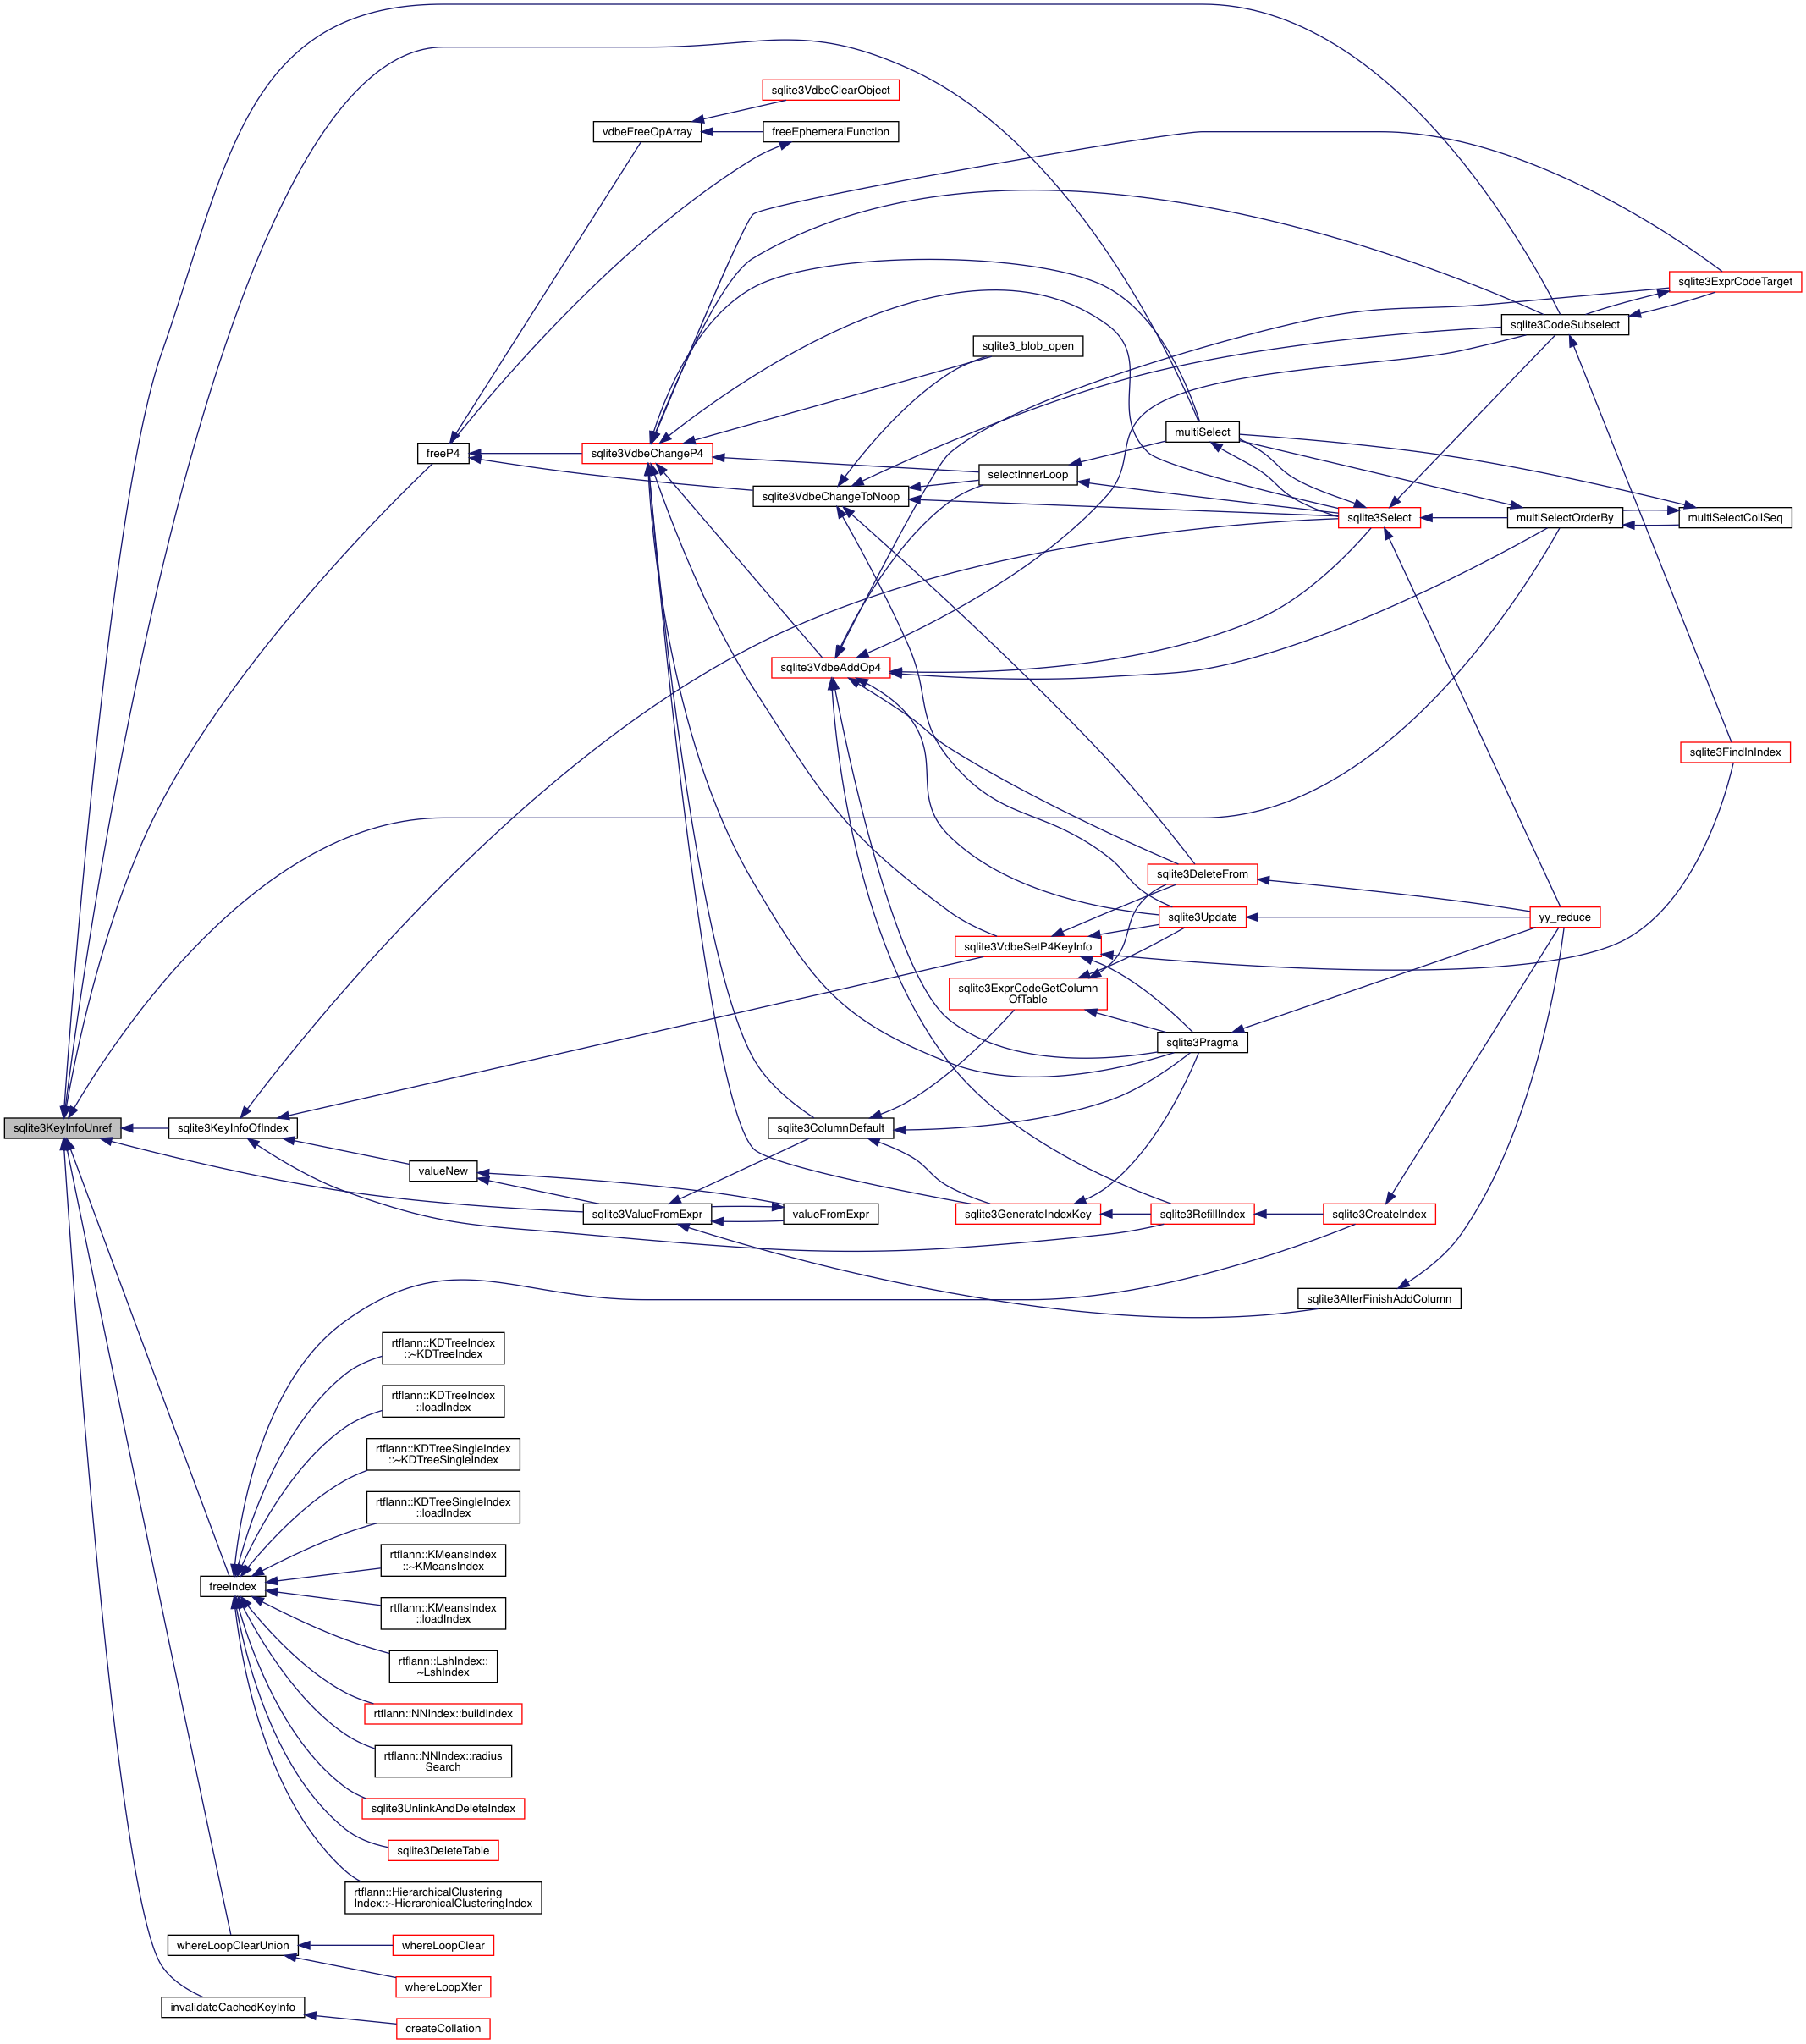 sqlite3VdbeClearObject
vdbeFreeOpArray
freeEphemeralFunction
sqlite3ExprCodeTarget
sqlite3CodeSubselect
sqlite3_blob_open
multiSelect
freeP4
sqlite3VdbeChangeP4
selectInnerLoop
sqlite3VdbeChangeToNoop
sqlite3Select
multiSelectOrderBy
multiSelectCollSeq
sqlite3VdbeAddOp4
sqlite3FindInIndex
sqlite3DeleteFrom
sqlite3Update
yy_reduce
sqlite3VdbeSetP4KeyInfo
sqlite3ExprCodeGetColumn
OfTable
sqlite3Pragma
sqlite3KeyInfoUnref
sqlite3KeyInfoOfIndex
sqlite3ColumnDefault
valueNew
sqlite3ValueFromExpr
valueFromExpr
sqlite3GenerateIndexKey
sqlite3RefillIndex
sqlite3CreateIndex
sqlite3AlterFinishAddColumn
rtflann::KDTreeIndex
::~KDTreeIndex
rtflann::KDTreeIndex
::loadIndex
rtflann::KDTreeSingleIndex
::~KDTreeSingleIndex
rtflann::KDTreeSingleIndex
::loadIndex
rtflann::KMeansIndex
::~KMeansIndex
freeIndex
rtflann::KMeansIndex
::loadIndex
rtflann::LshIndex::
~LshIndex
rtflann::NNIndex::buildIndex
rtflann::NNIndex::radius
Search
sqlite3UnlinkAndDeleteIndex
sqlite3DeleteTable
rtflann::HierarchicalClustering
Index::~HierarchicalClusteringIndex
whereLoopClearUnion
whereLoopClear
whereLoopXfer
invalidateCachedKeyInfo
createCollation